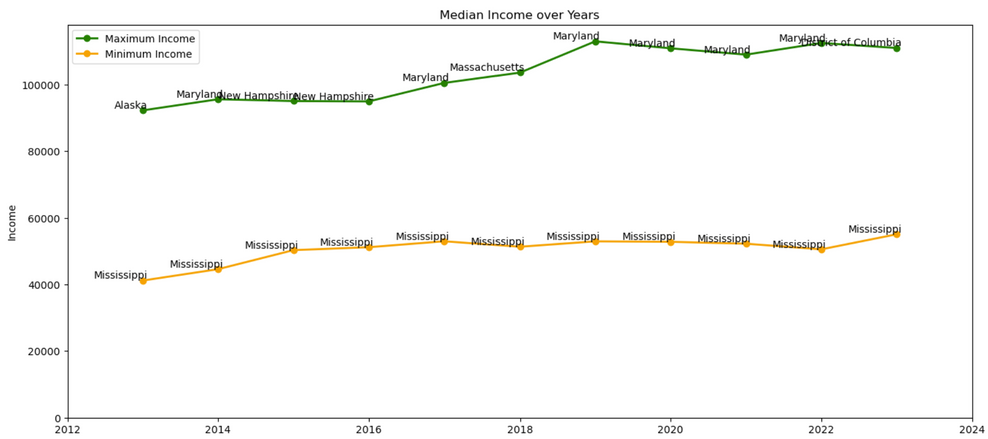 Median Income over Years
Maximum Income
Minimum Income
Income
100000
80000
60000
40000
20000
0
2012
2014
2016
2018
2020
2022
2024
Alaska
Maryland
New Hampshire
New Hampshire
Maryland
Massachusetts
Maryland
Maryland
Maryland
Maryland
District of Columbia
Mississippi
Mississippi
Mississippi
Mississippi
Mississippi
Mississippi
Mississippi
Mississippi
Mississippi
Mississippi
Mississippi